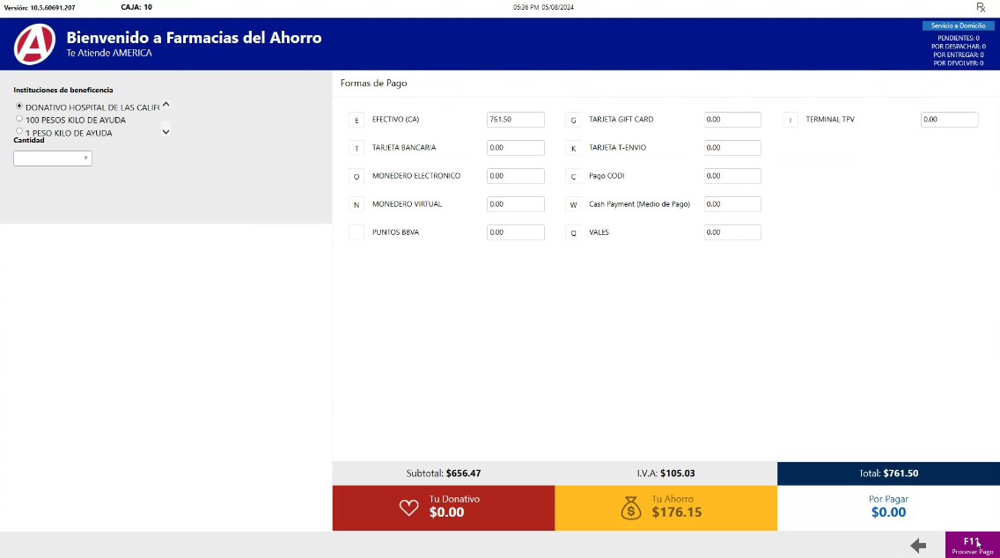 Versión: 10.5.60691.207
CAJA: 10
05:36 PM 05/08/2024
Rx
A
Bienvenido a Farmacias del Ahorro
Te Atiende AMERICA
Servicio a Domicilio
PENDIENTES: 0
POR DESPACHAR: 0
POR ENTREGAR: 0
POR DEVOLVER: 0
Instituciones de beneficencia
DONATIVO HOSPITAL DE LAS CALIF
100 PESOS KILO DE AYUDA
1 PESO KILO DE AYUDA
Cantidad
Formas de Pago
E EFECTIVO (CA) 761.50
T TARJETA BANCARIA 0.00
O MONEDERO ELECTRONICO 0.00
N MONEDERO VIRTUAL 0.00
PUNTOS BBVA 0.00
G TARJETA GIFT CARD 0.00
K TARJETA T-ENVIO 0.00
C Pago CODI 0.00
W Cash Payment (Medio de Pago) 0.00
Q VALES 0.00
I TERMINAL TPV 0.00
Subtotal: $656.47
I.V.A: $105.03
Total: $761.50
Tu Donativo
$0.00
Tu Ahorro
$176.15
Por Pagar
$0.00
F11
Procesar Pago